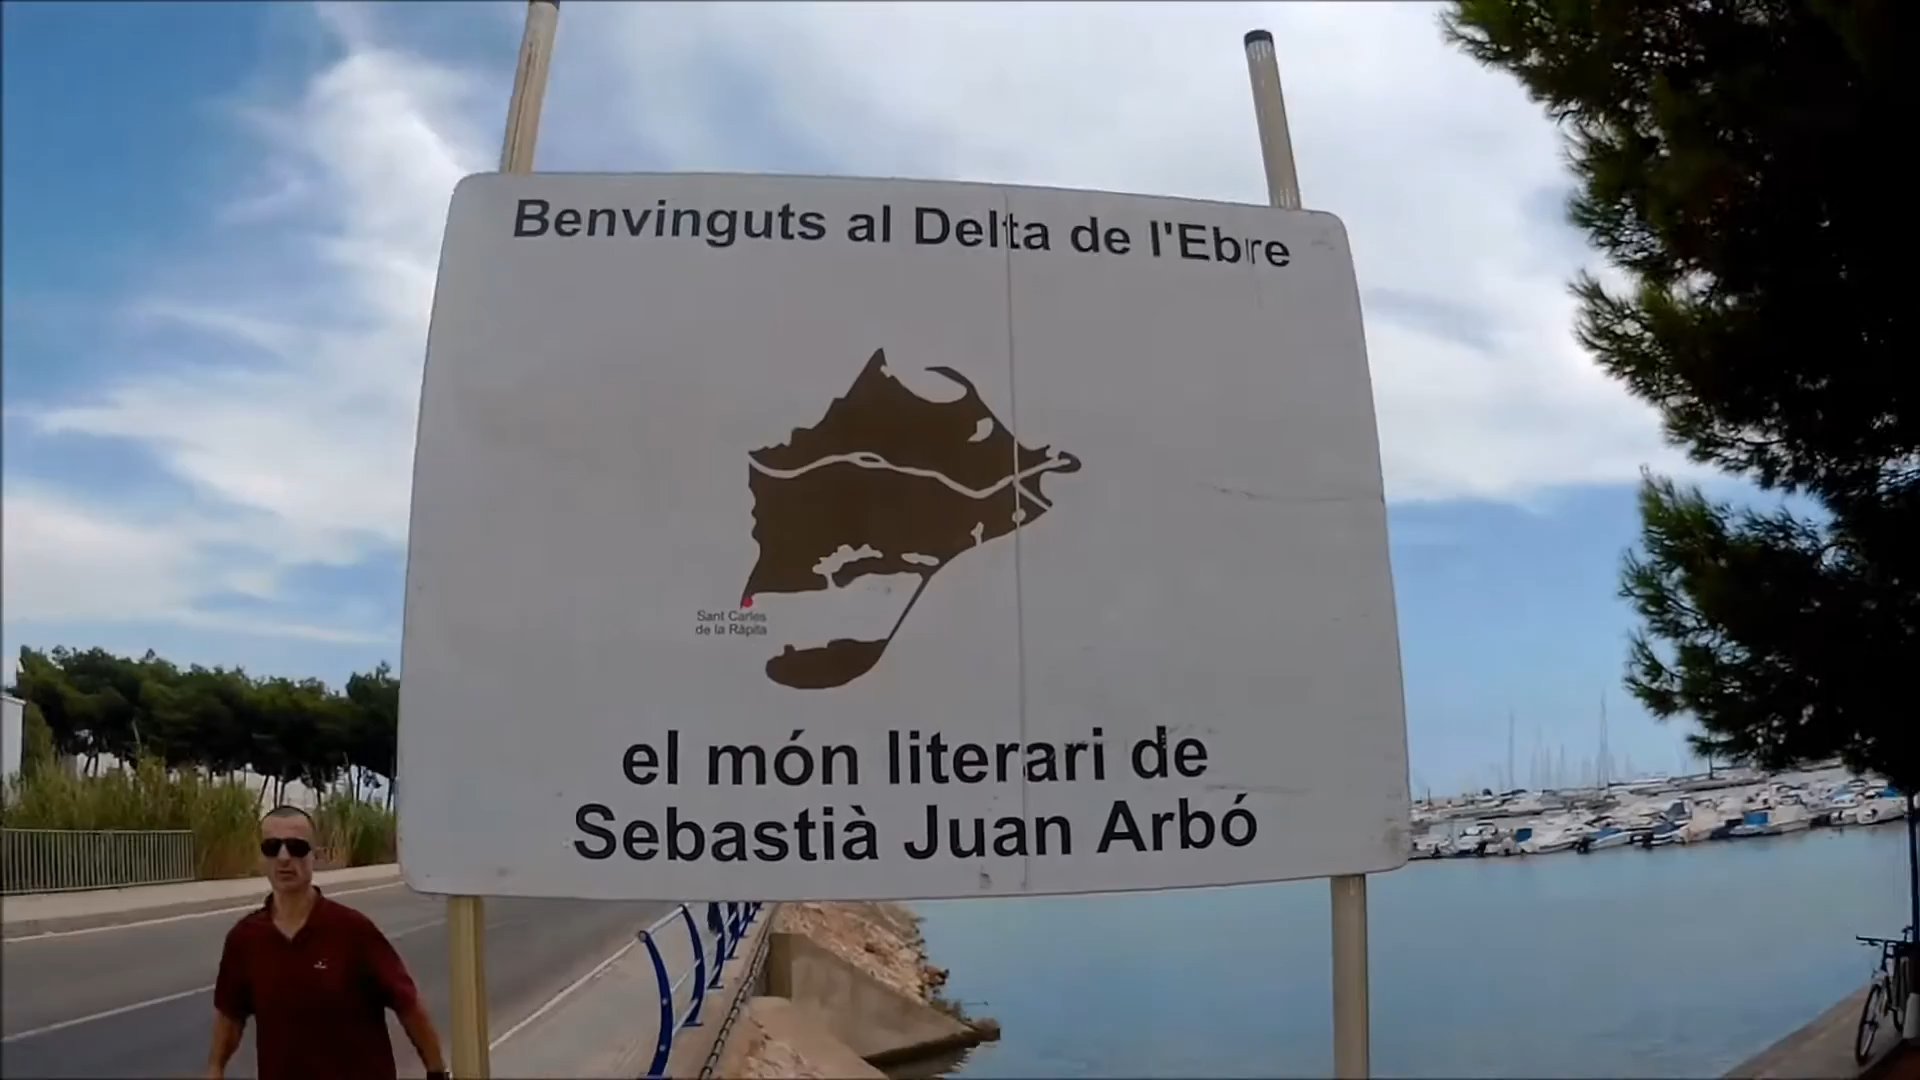 Benvinguts al Delta de l'Ebre
Sant Carles
de la Ràpita
el món literari de
Sebastià Juan Arbó